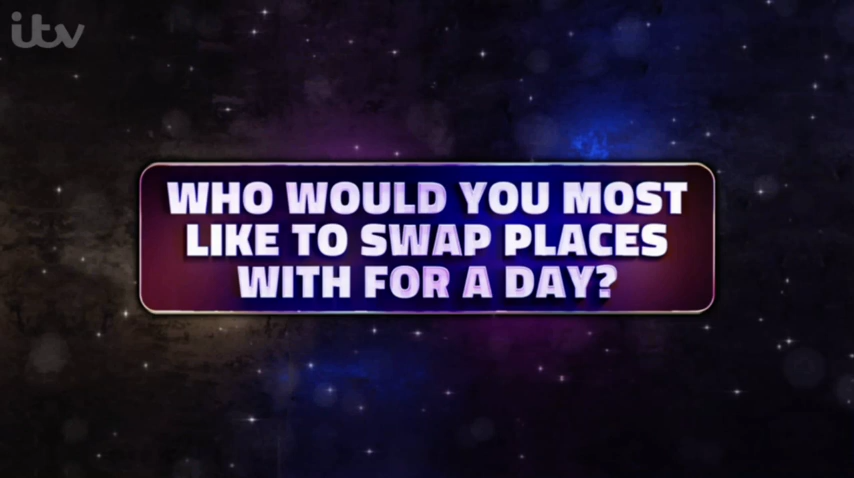 itv
WHO WOULD YOU MOST
LIKE TO SWAP PLACES
WITH FOR A DAY?